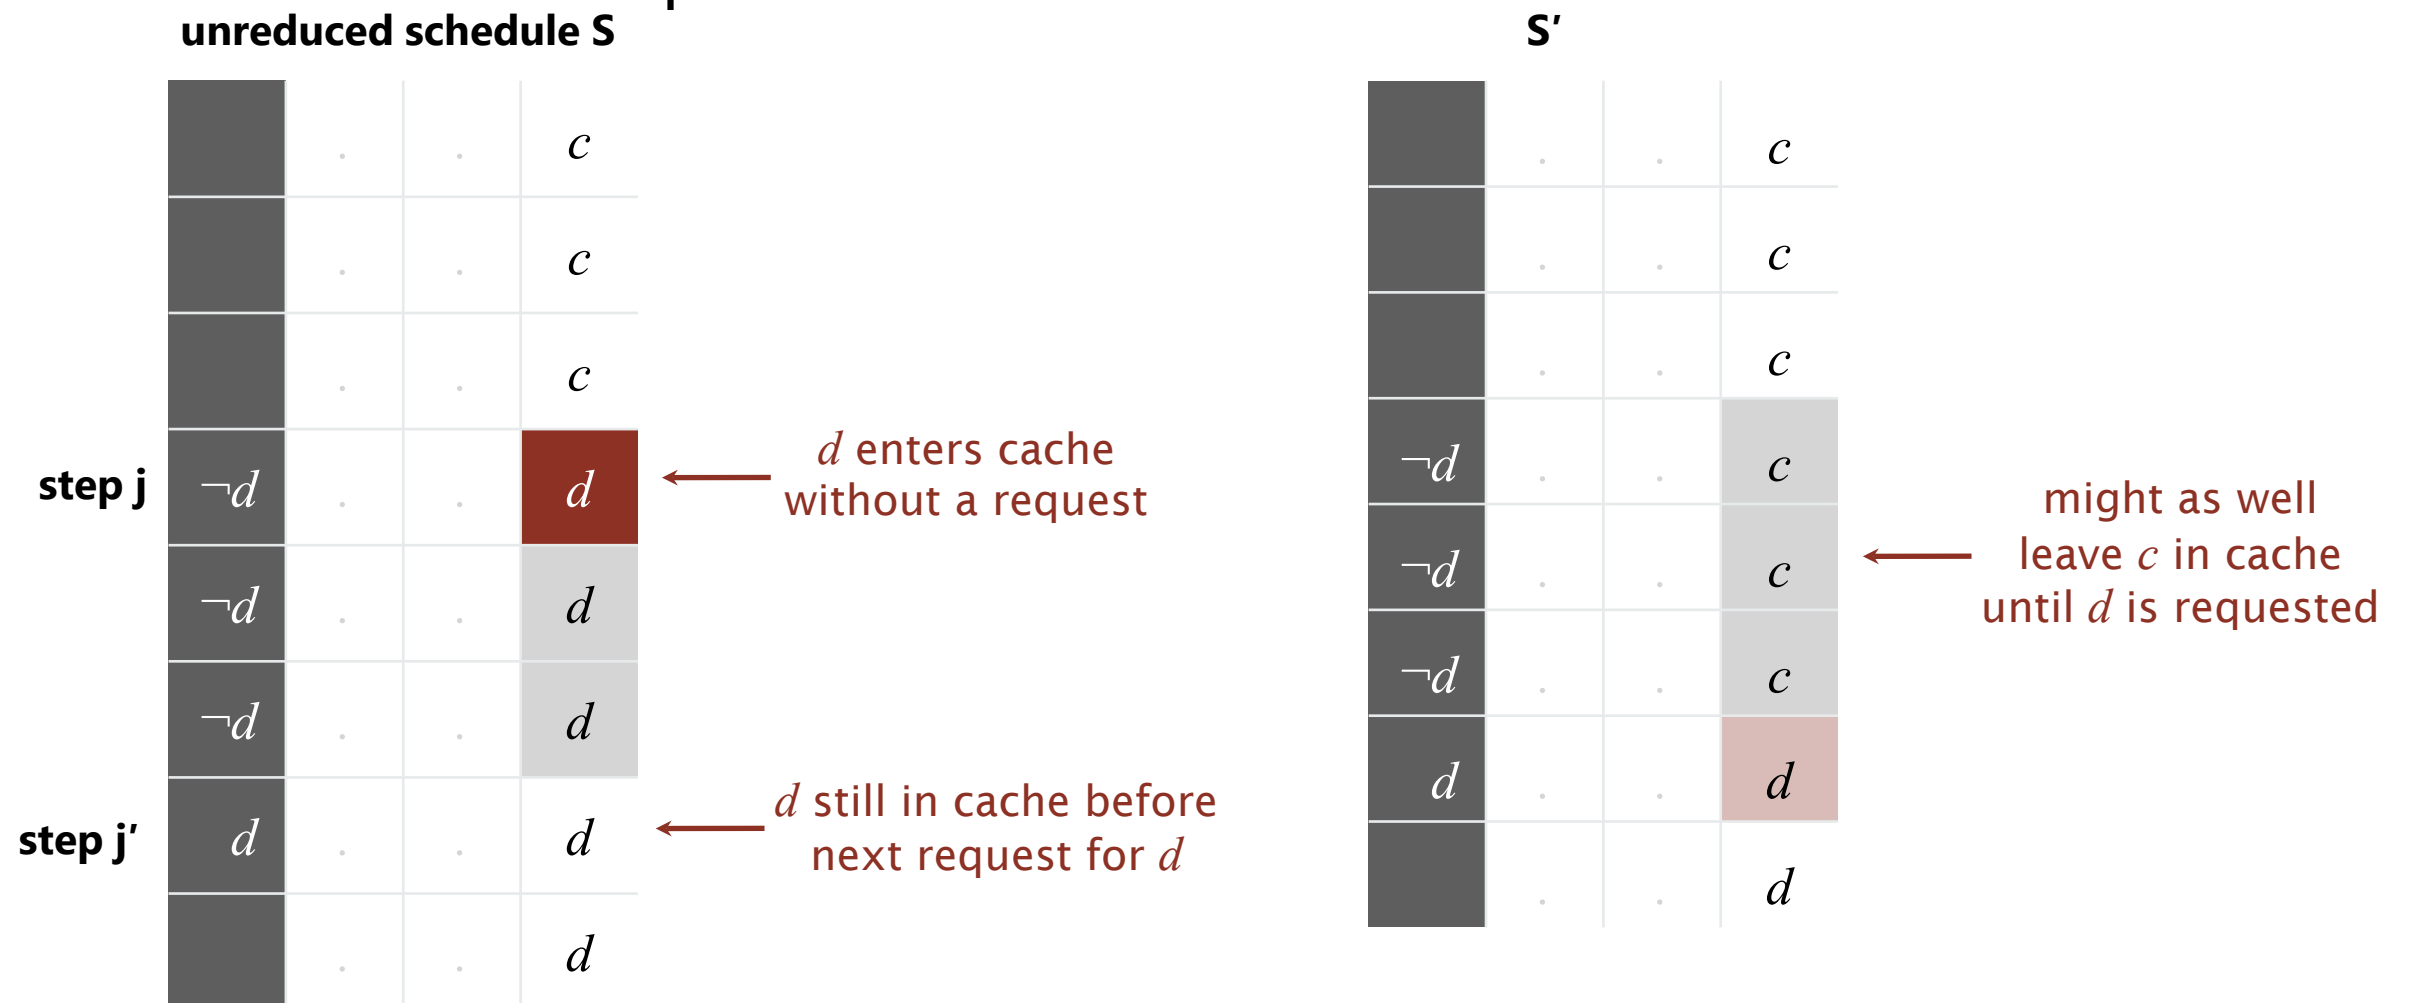 unreduced schedule S
. . c
. . c
. . c
step j ¬d . . d
d enters cache
without a request
¬d . . d
¬d . . d
step j′ d . . d
d still in cache before
next request for d
. . d
S′
. . c
. . c
. . c
¬d . . c
¬d . . c
might as well
leave c in cache
until d is requested
¬d . . c
d . . d
. . d